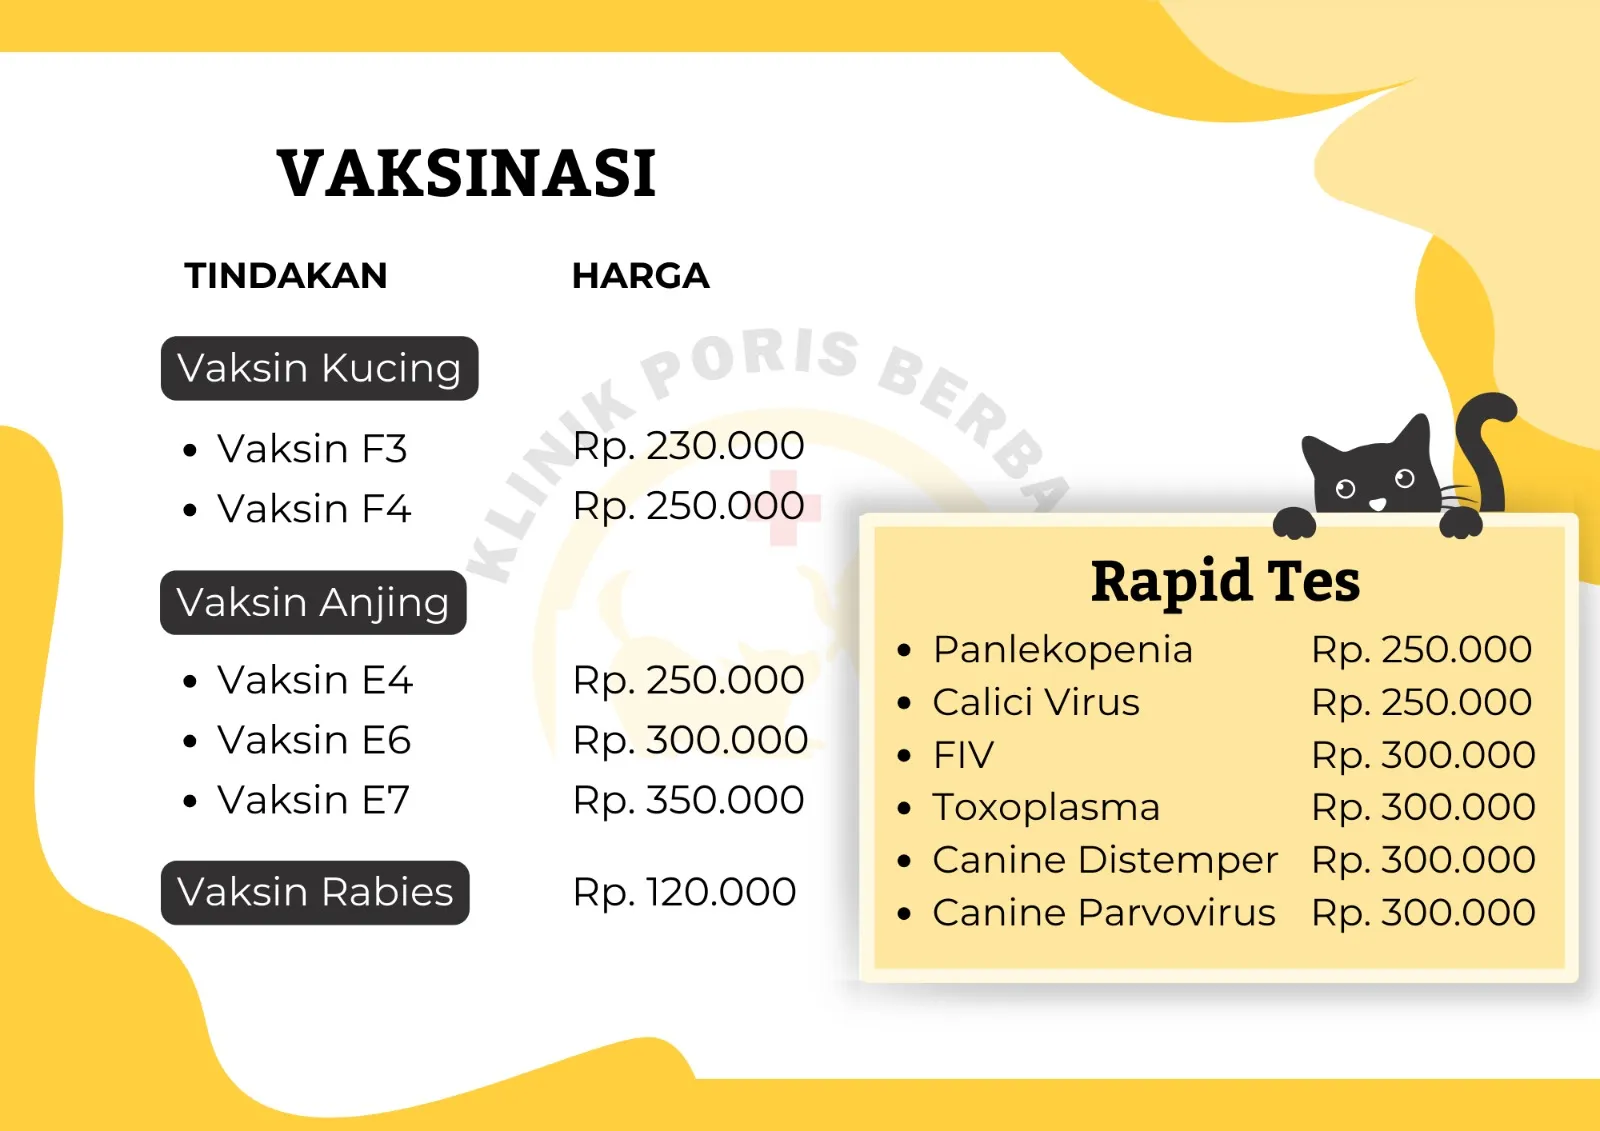 VAKSINASI
TINDAKAN HARGA
Vaksin Kucing
• Vaksin F3 Rp. 230.000
• Vaksin F4 Rp. 250.000
Vaksin Anjing
• Vaksin E4 Rp. 250.000
• Vaksin E6 Rp. 300.000
• Vaksin E7 Rp. 350.000
Vaksin Rabies Rp. 120.000
KLINIK PORIS BERBA
Rapid Tes
• Panlekopenia Rp. 250.000
• Calici Virus Rp. 250.000
• FIV Rp. 300.000
• Toxoplasma Rp. 300.000
• Canine Distemper Rp. 300.000
• Canine Parvovirus Rp. 300.000